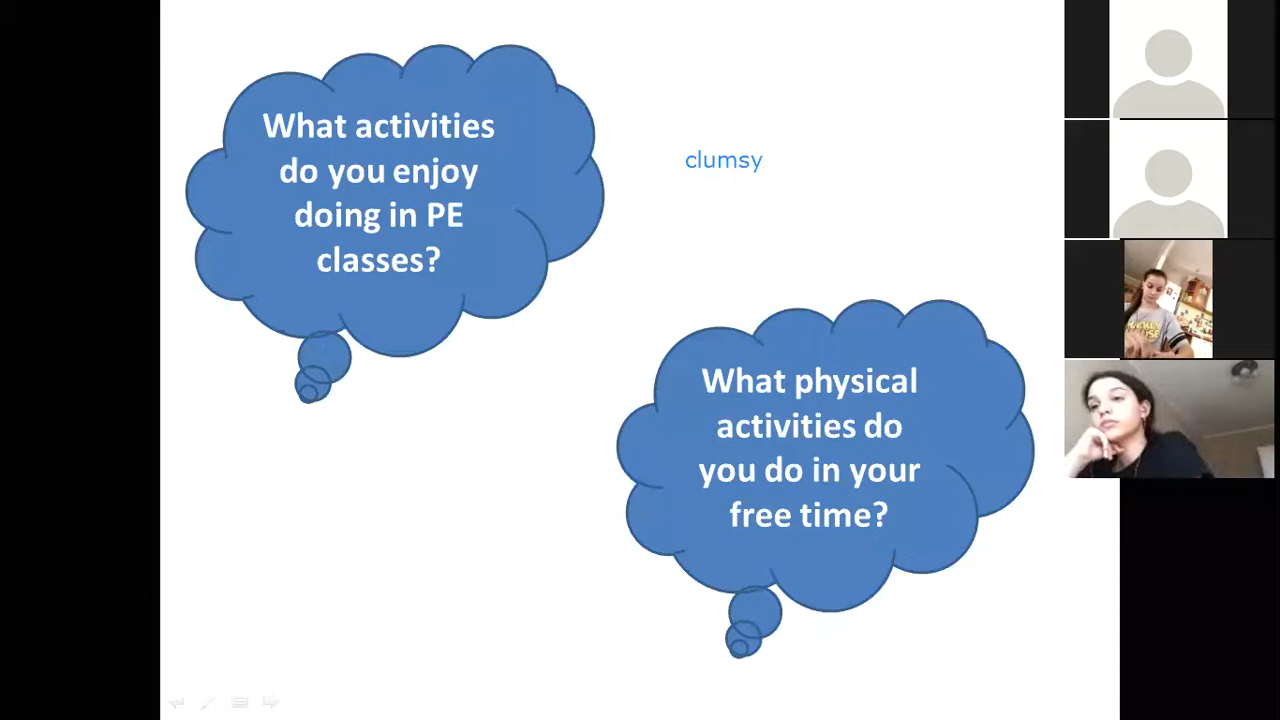 What activities
do you enjoy
doing in PE
classes?
clumsy
What physical
activities do
you do in your
free time?